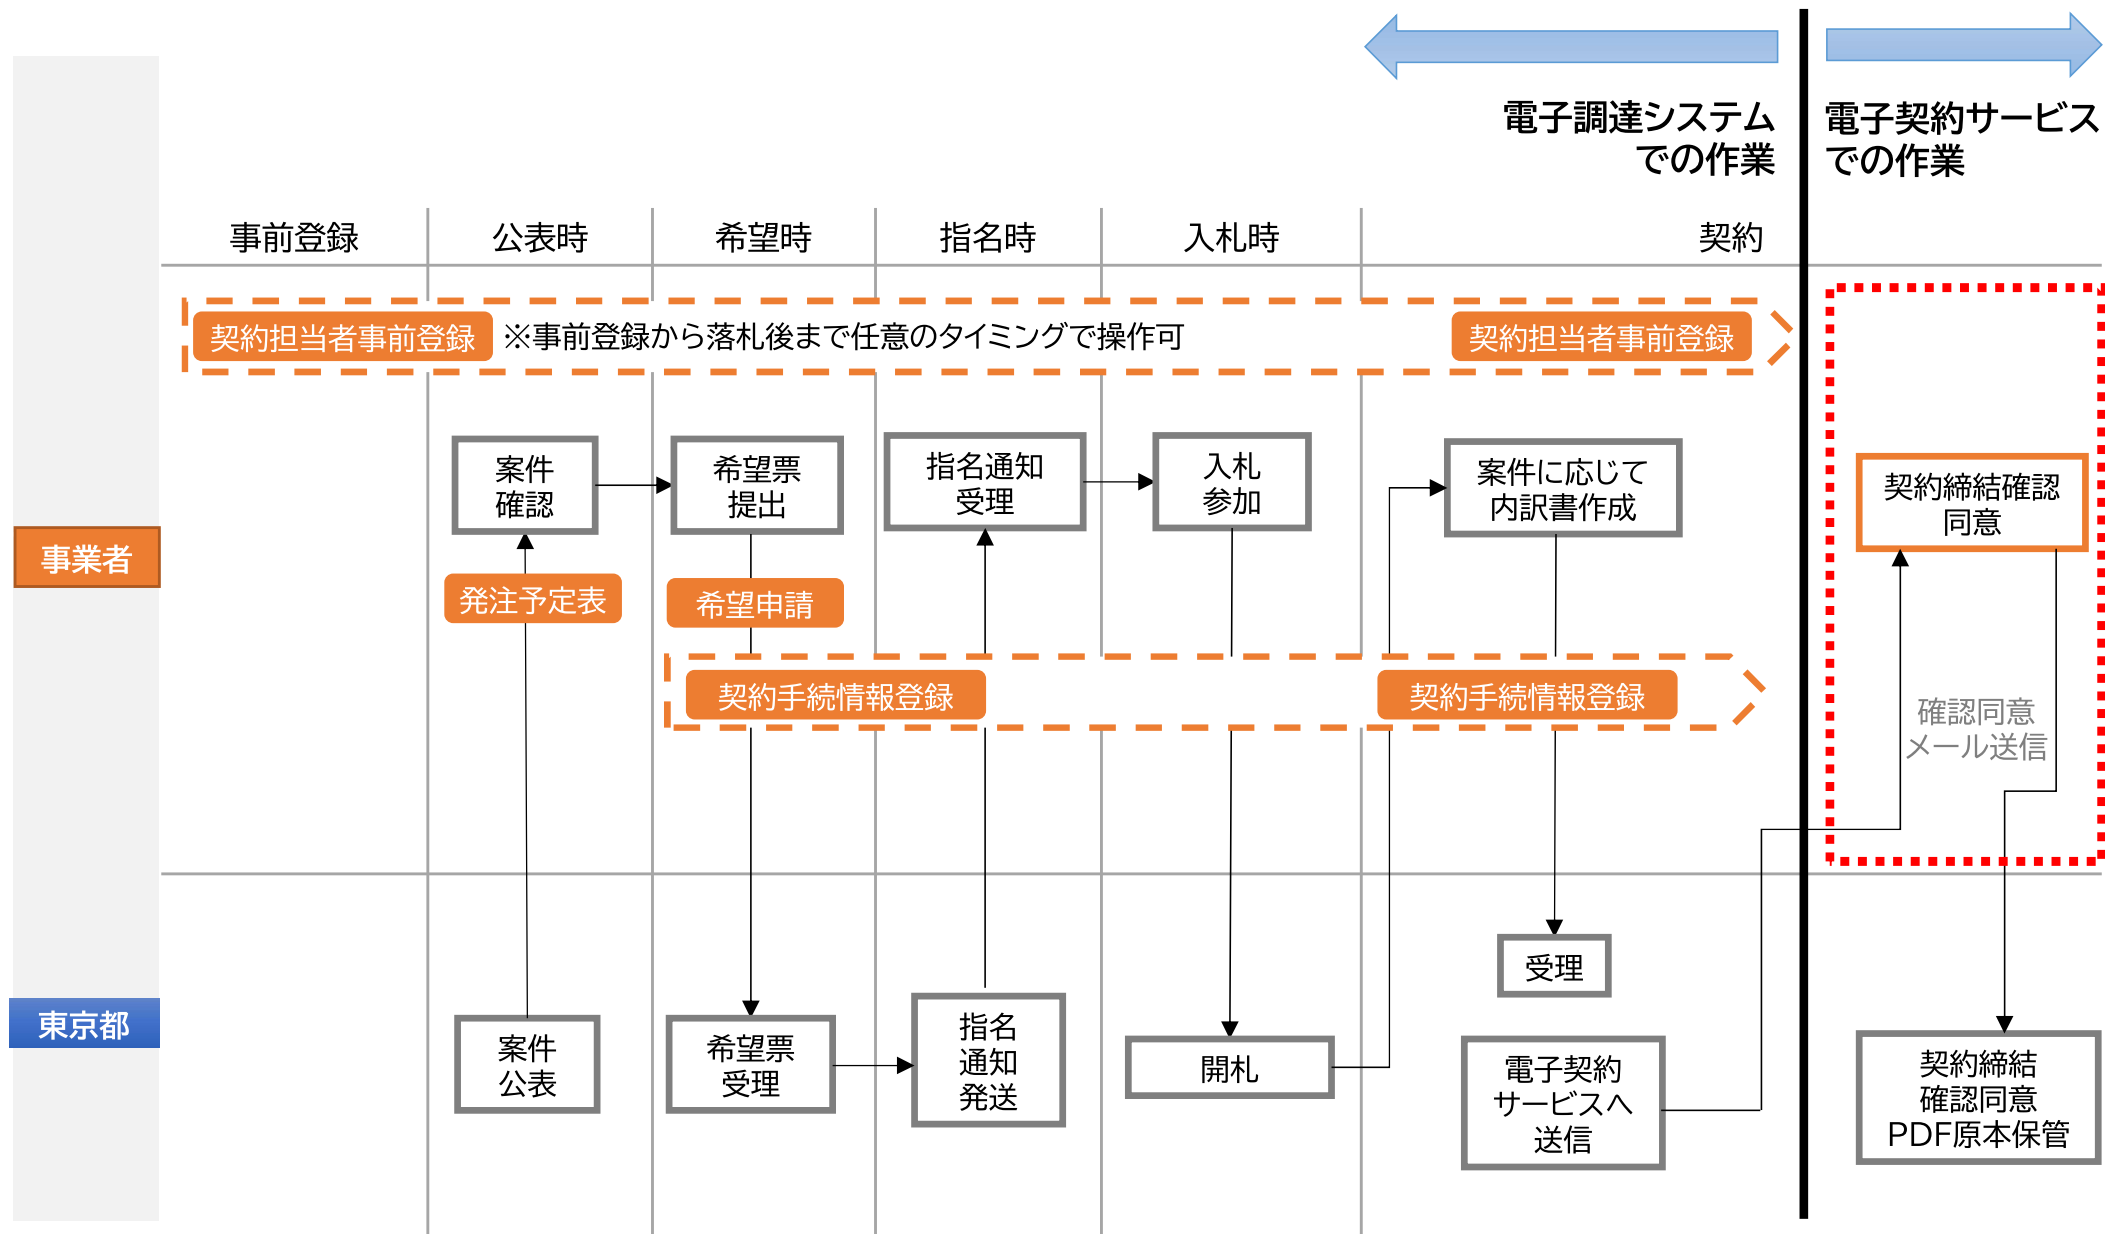 電子調達システム
での作業
電子契約サービス
での作業
事前登録
公表時
希望時
指名時
入札時
契約
契約担当者事前登録
※事前登録から落札後まで任意のタイミングで操作可
契約担当者事前登録
事業者
案件
確認
希望票
提出
指名通知
受理
入札
参加
案件に応じて
内訳書作成
契約締結確認
同意
発注予定表
希望申請
契約手続情報登録
契約手続情報登録
確認同意
メール送信
東京都
案件
公表
希望票
受理
指名
通知
発送
開札
受理
電子契約
サービスへ
送信
契約締結
確認同意
PDF原本保管